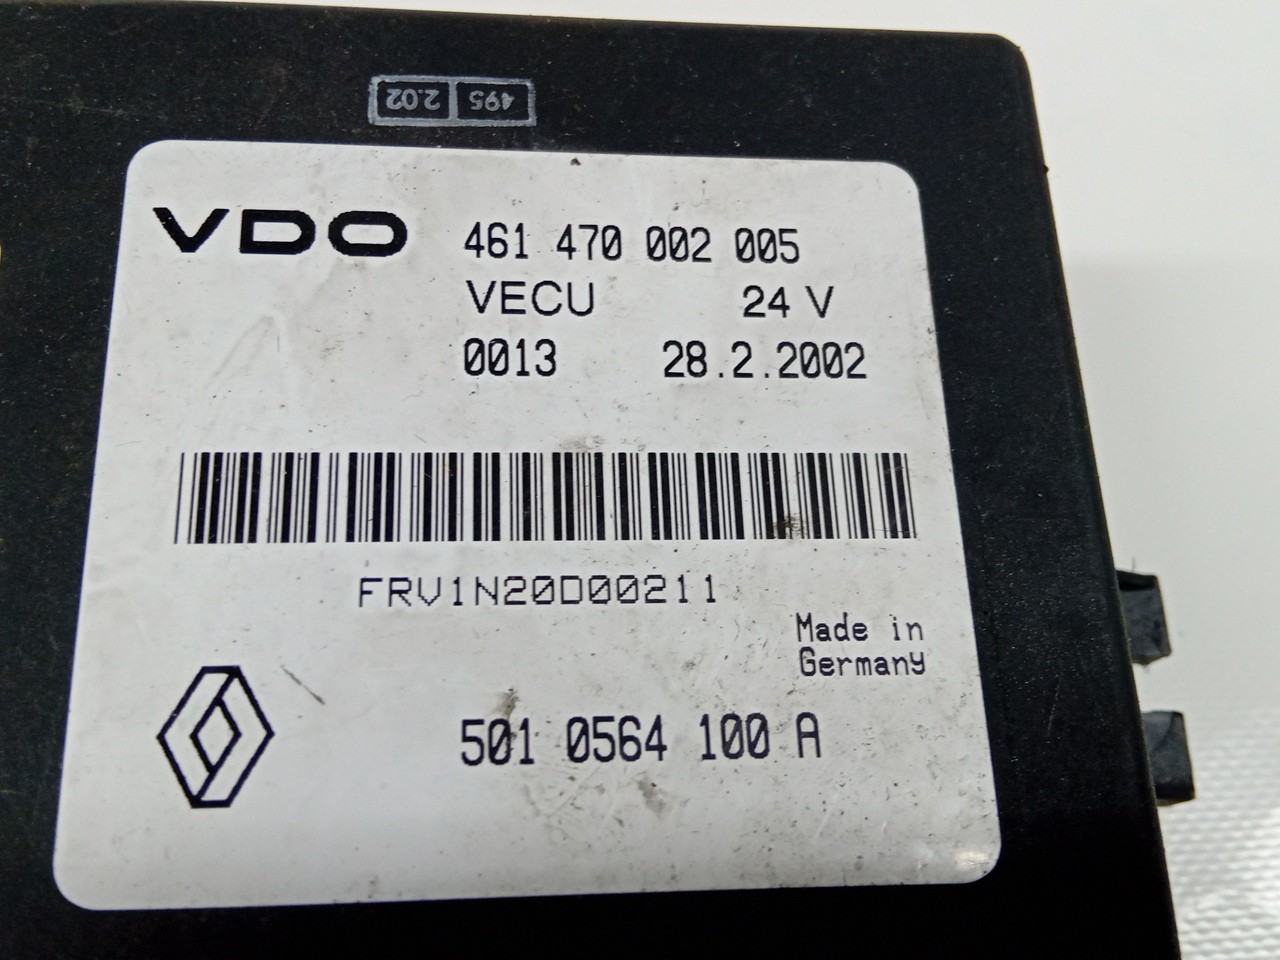 2.02 495
VDO 461 470 002 005
VECU 24 V
0013 28.2.2002
FRV1N20D00211
Made in
Germany
501 0564 100 A